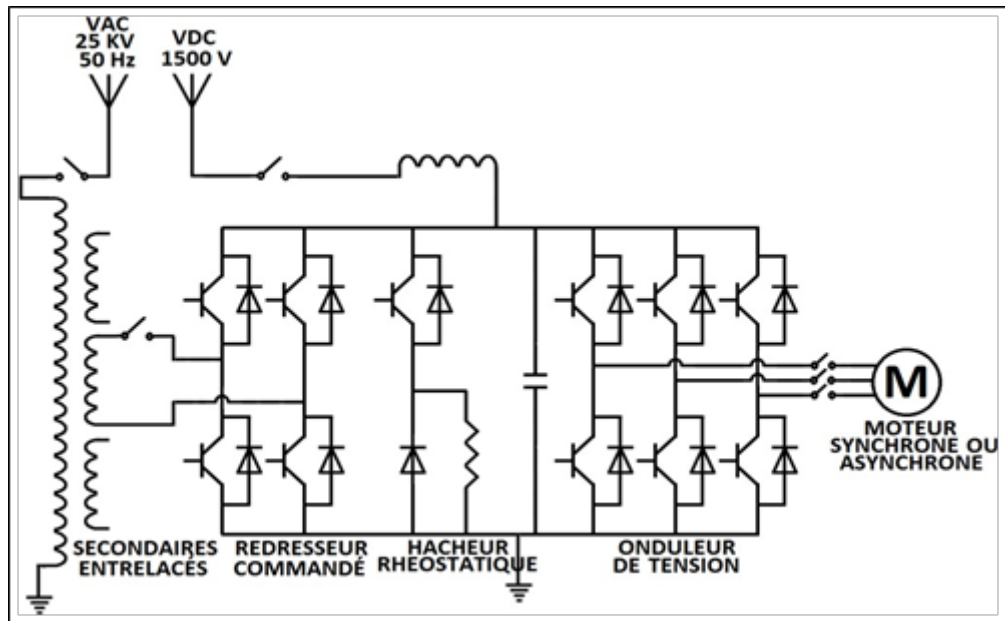 VAC
25 KV
50 Hz
VDC
1500 V
M
MOTEUR
SYNCHRONE OU
ASYNCHRONE
SECONDAIRES
ENTRELACÉS
REDRESSEUR
COMMANDÉ
HACHEUR
RHEOSTATIQUE
ONDULEUR
DE TENSION